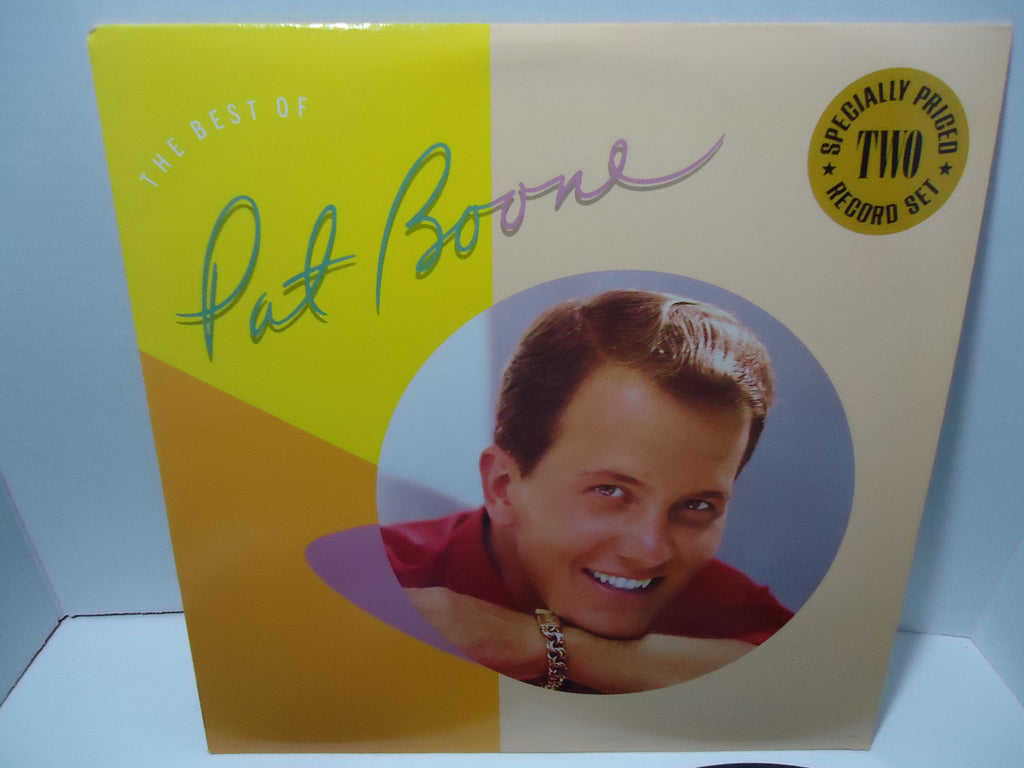 THE BEST OF
Pat Boone
SPECIALLY PRICED
TWO
RECORD SET